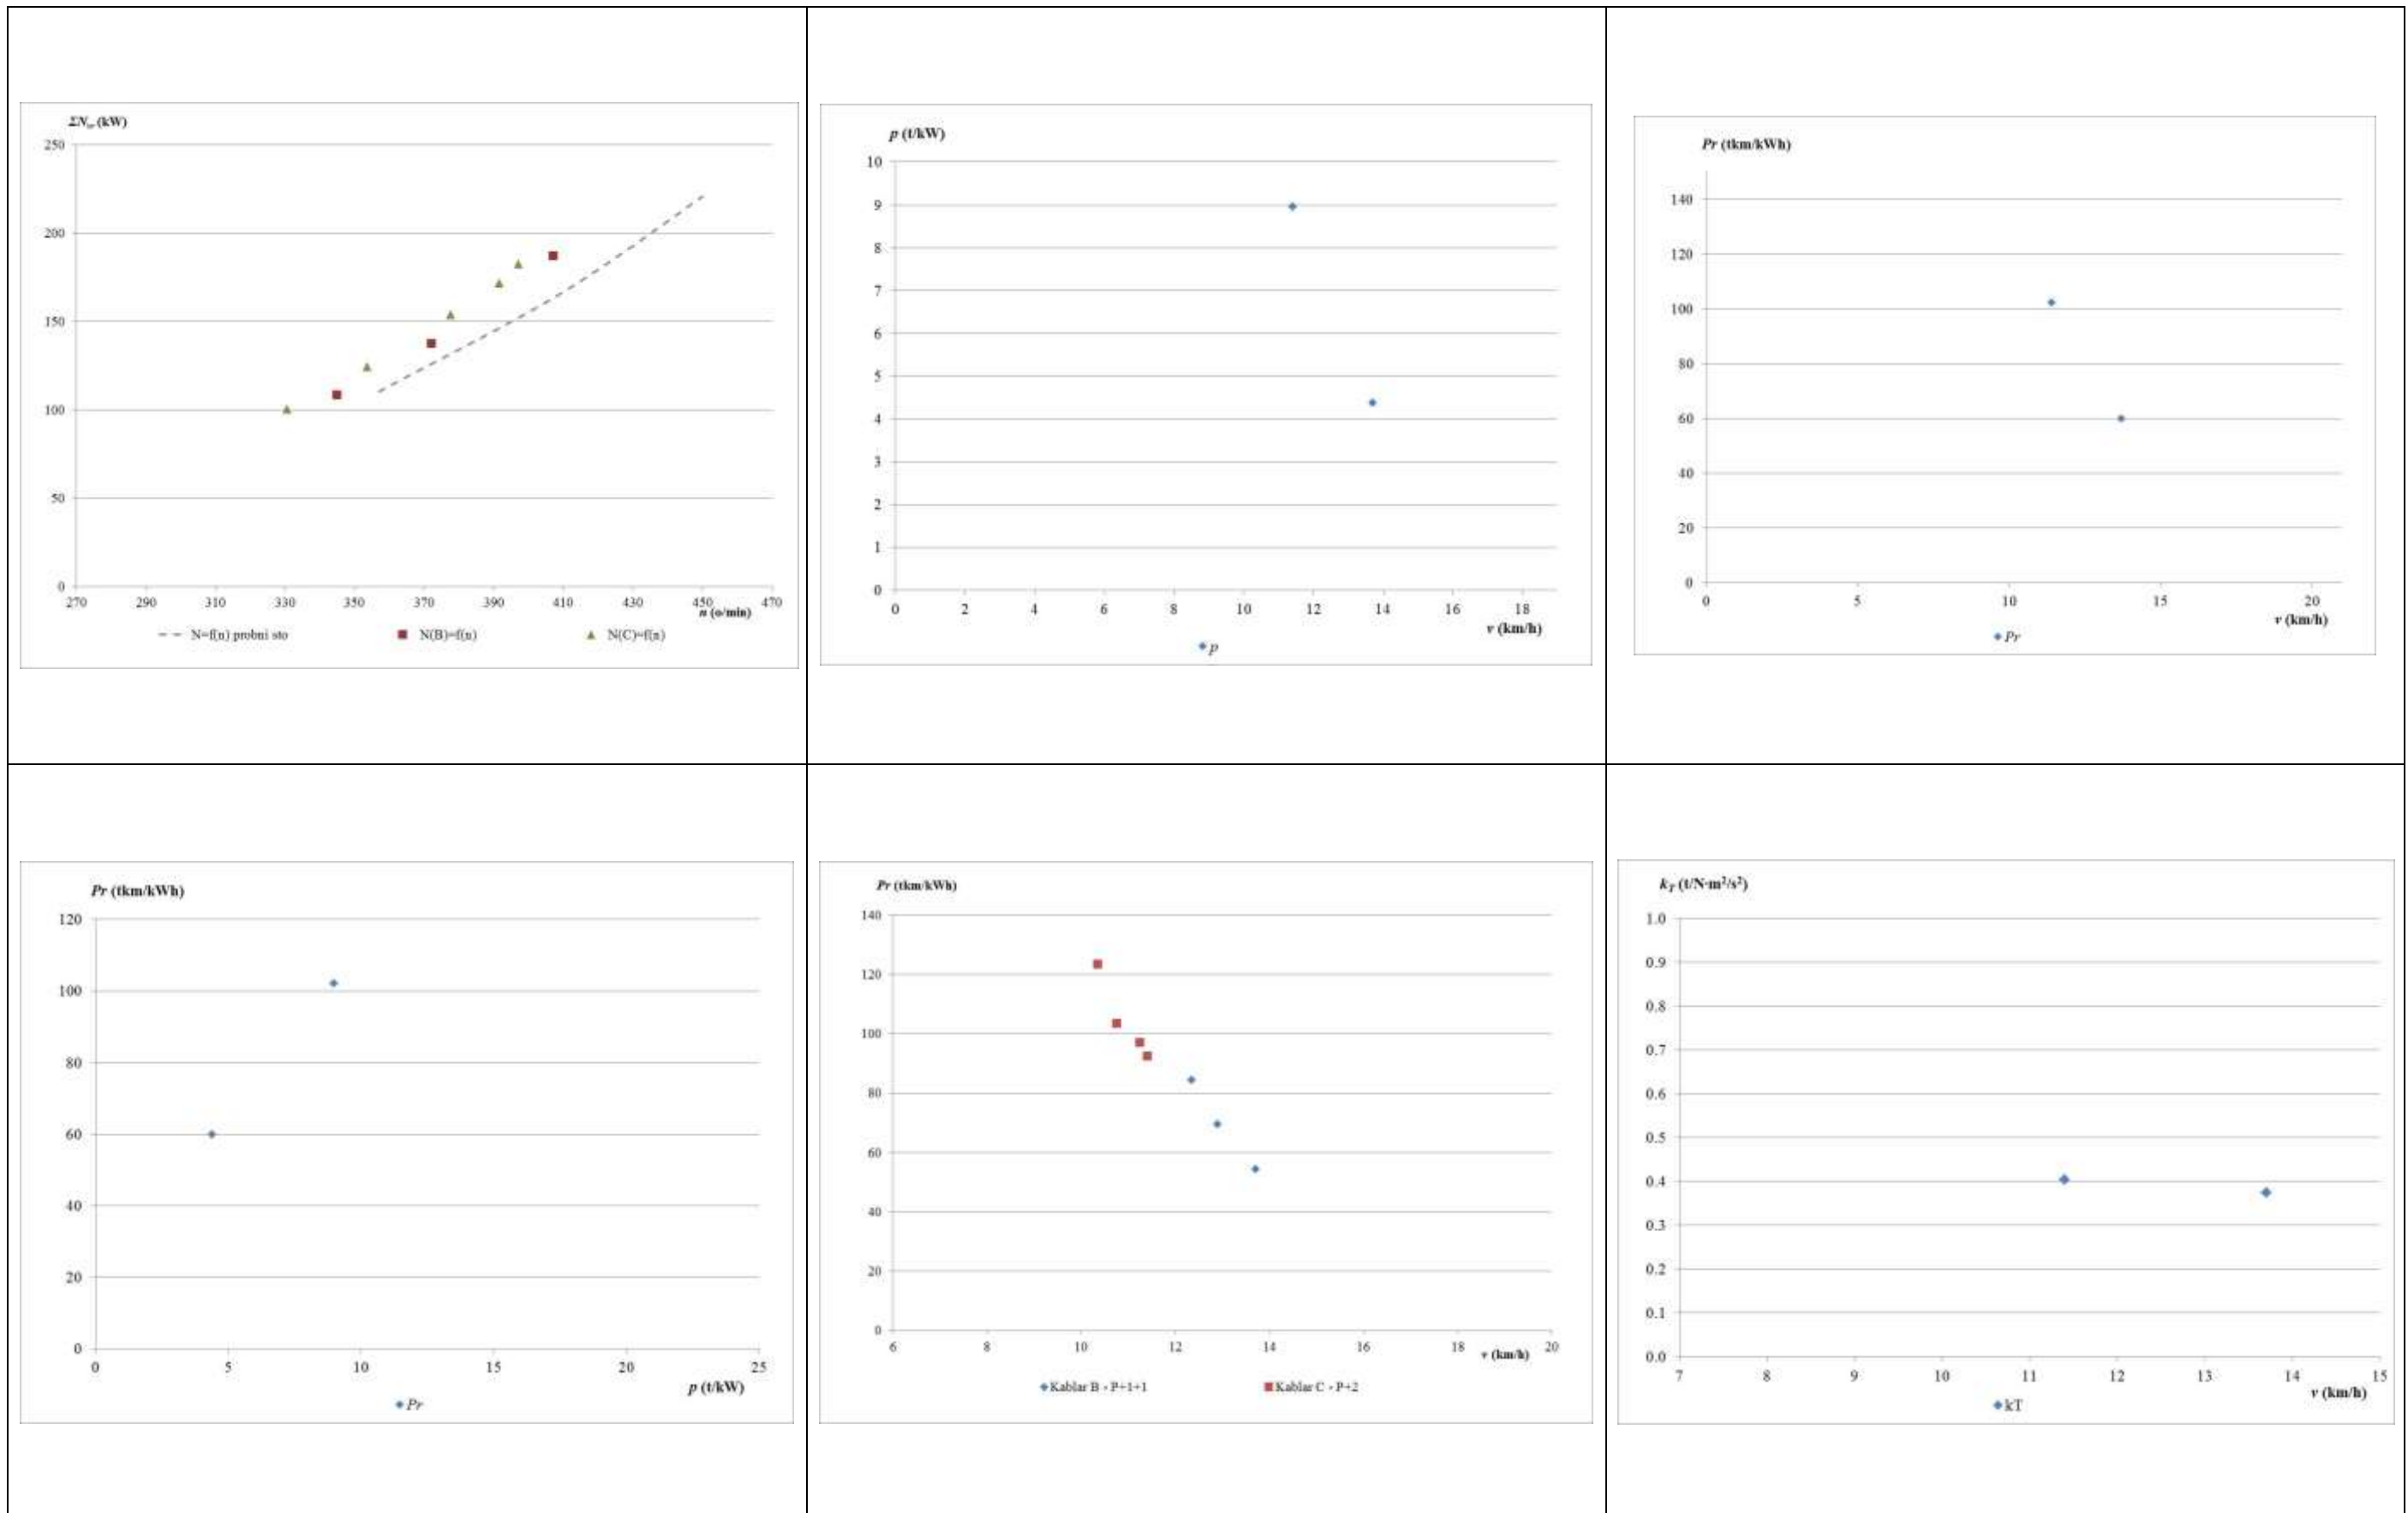 ΣNw (kW)
250
200
150
100
50
0
270 290 310 330 350 370 390 410 430 450 470
n (o/min)
N=f(n) probni sto N(B)=f(n) N(C)=f(n)
p (t/kW)
10
9
8
7
6
5
4
3
2
1
0
0 2 4 6 8 10 12 14 16 18
v (km/h)
p
Pr (tkm/kWh)
140
120
100
80
60
40
20
0
0 5 10 15 20
v (km/h)
Pr
Pr (tkm/kWh)
120
100
80
60
40
20
0
0 5 10 15 20 25
p (t/kW)
Pr
Pr (tkm/kWh)
140
120
100
80
60
40
20
0
6 8 10 12 14 16 18 20
v (km/h)
Kablar B - P+1+1 Kablar C - P+2
kT (t/N·m²/s²)
1.0
0.9
0.8
0.7
0.6
0.5
0.4
0.3
0.2
0.1
0.0
7 8 9 10 11 12 13 14 15
v (km/h)
kT